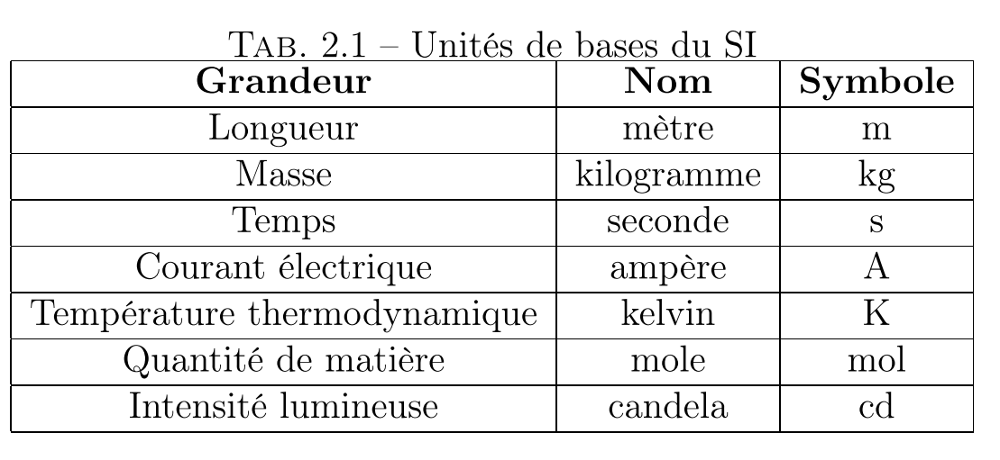 TAB. 2.1 – Unités de bases du SI
Grandeur Nom Symbole
Longueur mètre m
Masse kilogramme kg
Temps seconde s
Courant électrique ampère A
Température thermodynamique kelvin K
Quantité de matière mole mol
Intensité lumineuse candela cd